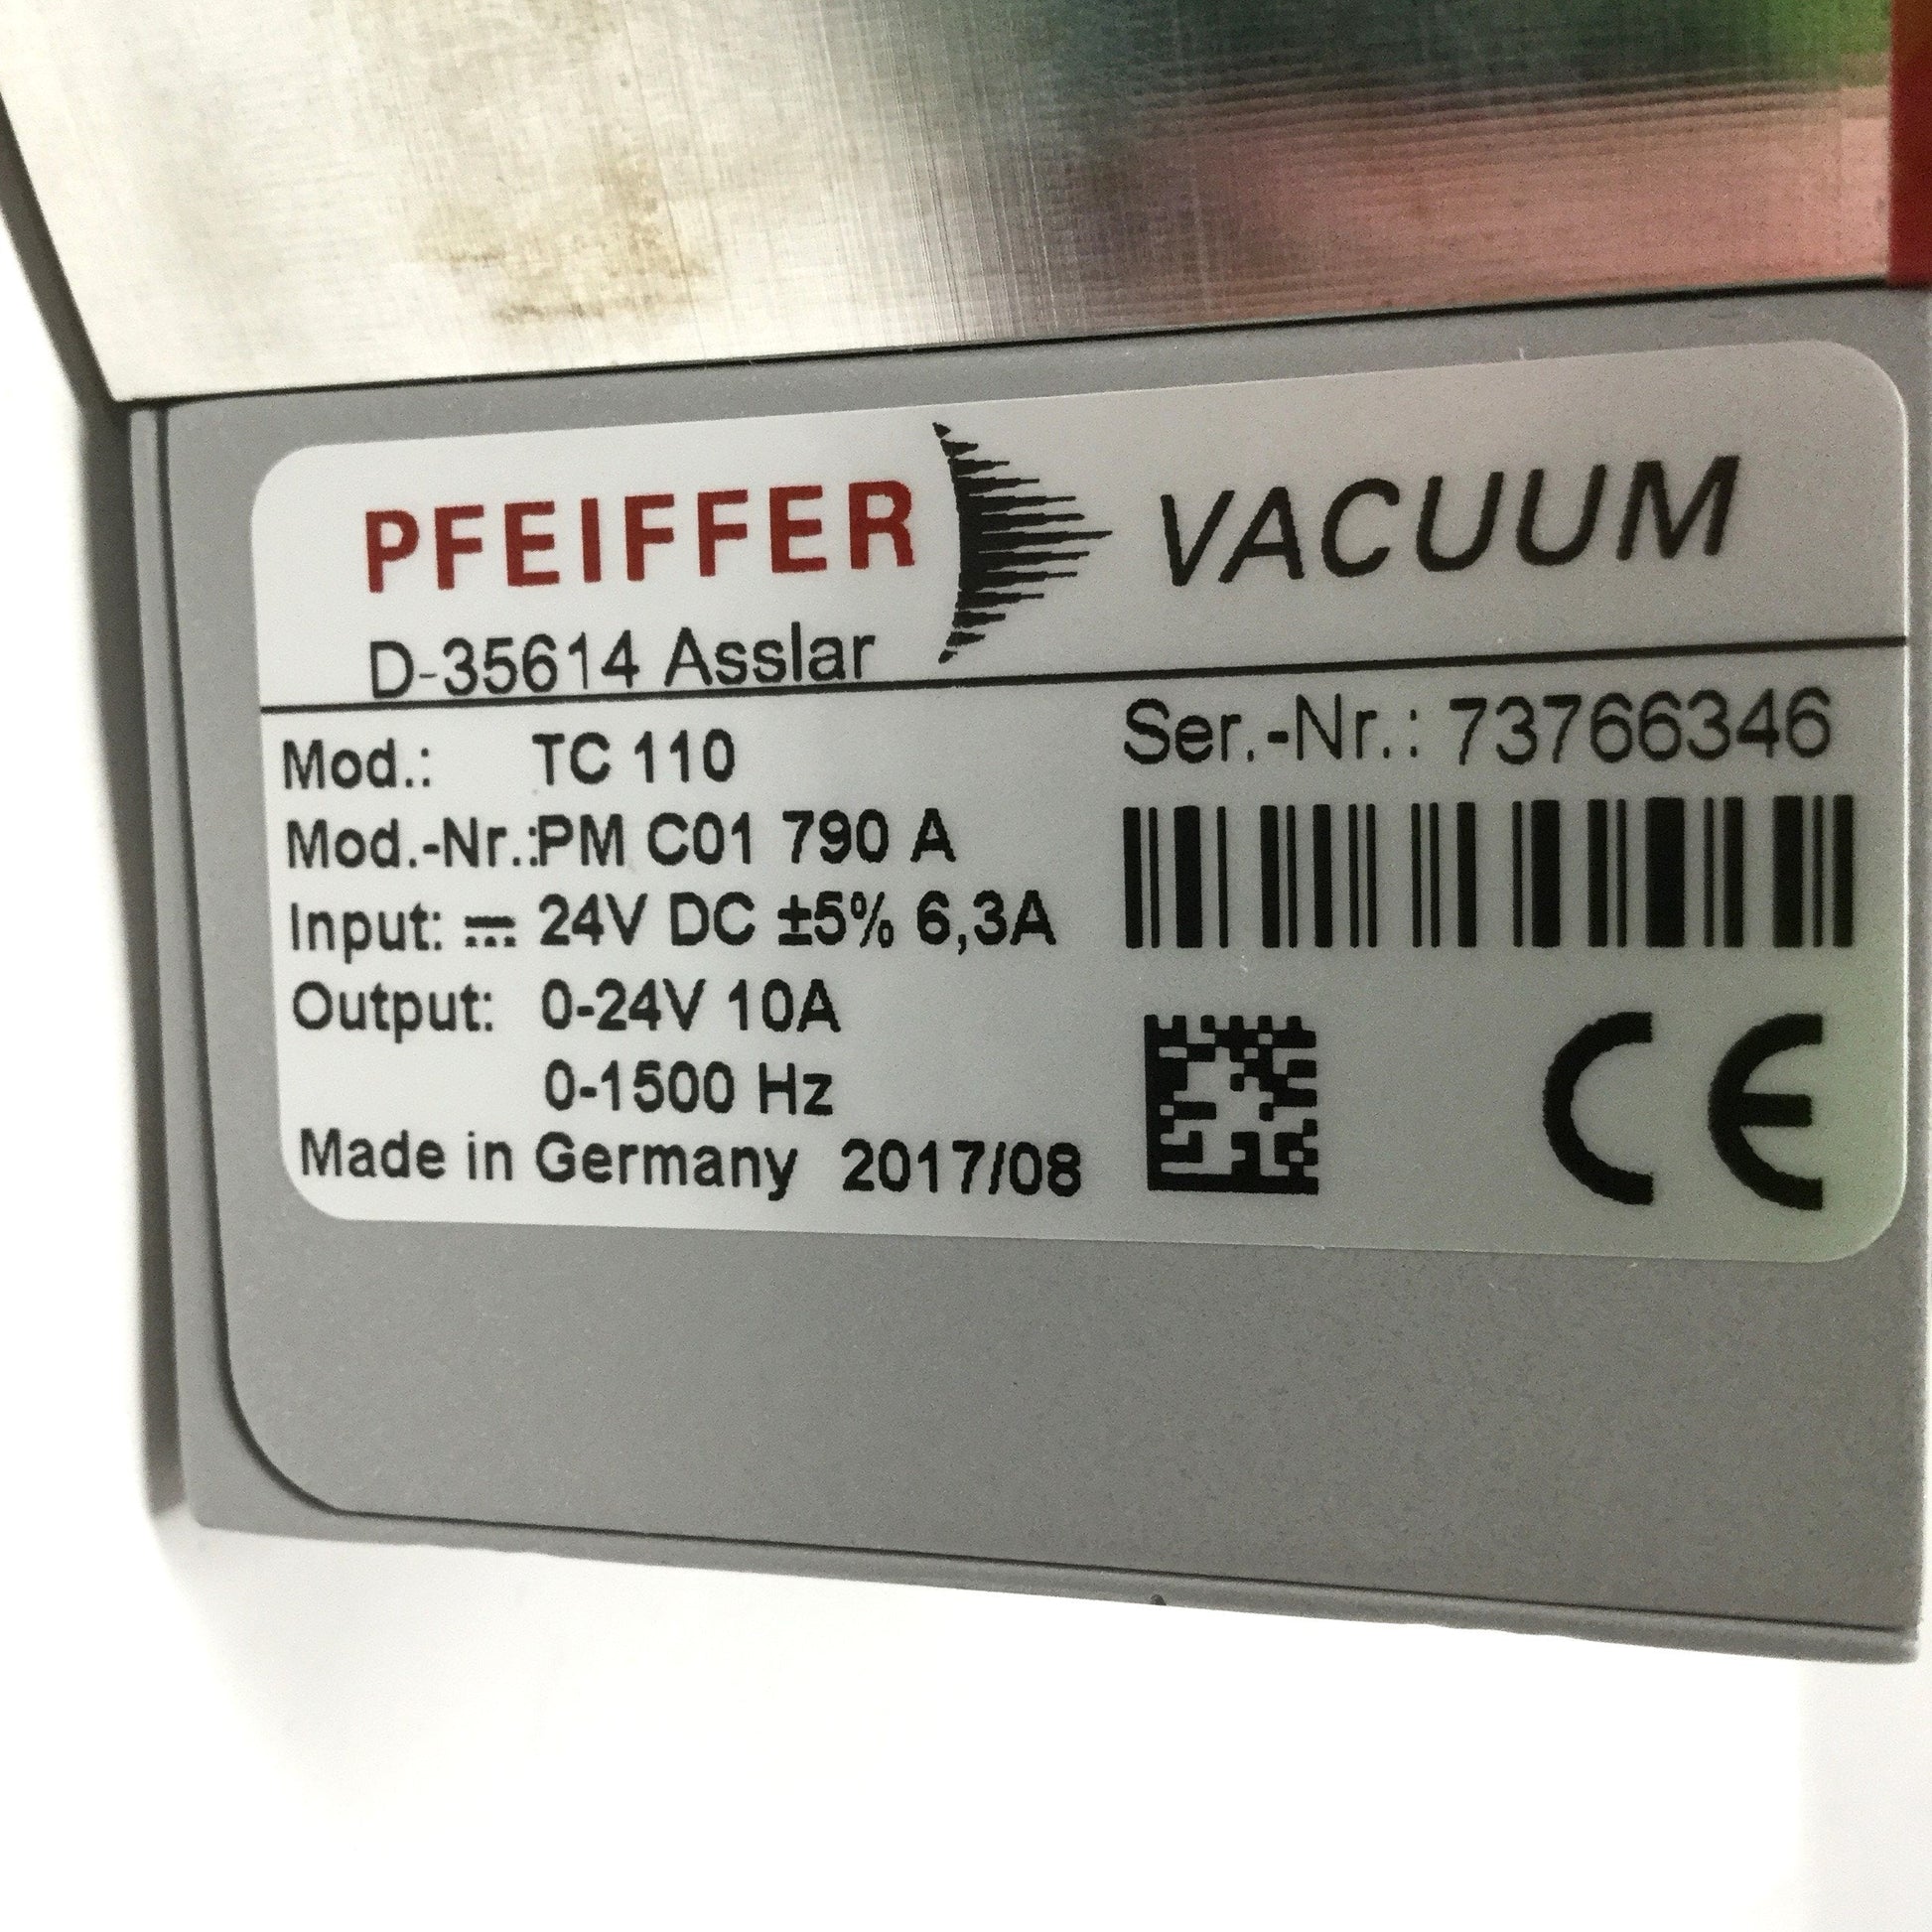 PFEIFFER VACUUM
D-35614 Asslar
Mod.: TC 110
Mod.-Nr.:PM C01 790 A
Input: ⎓ 24V DC ±5% 6,3A
Output: 0-24V 10A
0-1500 Hz
Made in Germany 2017/08
Ser.-Nr.: 73766346
CE